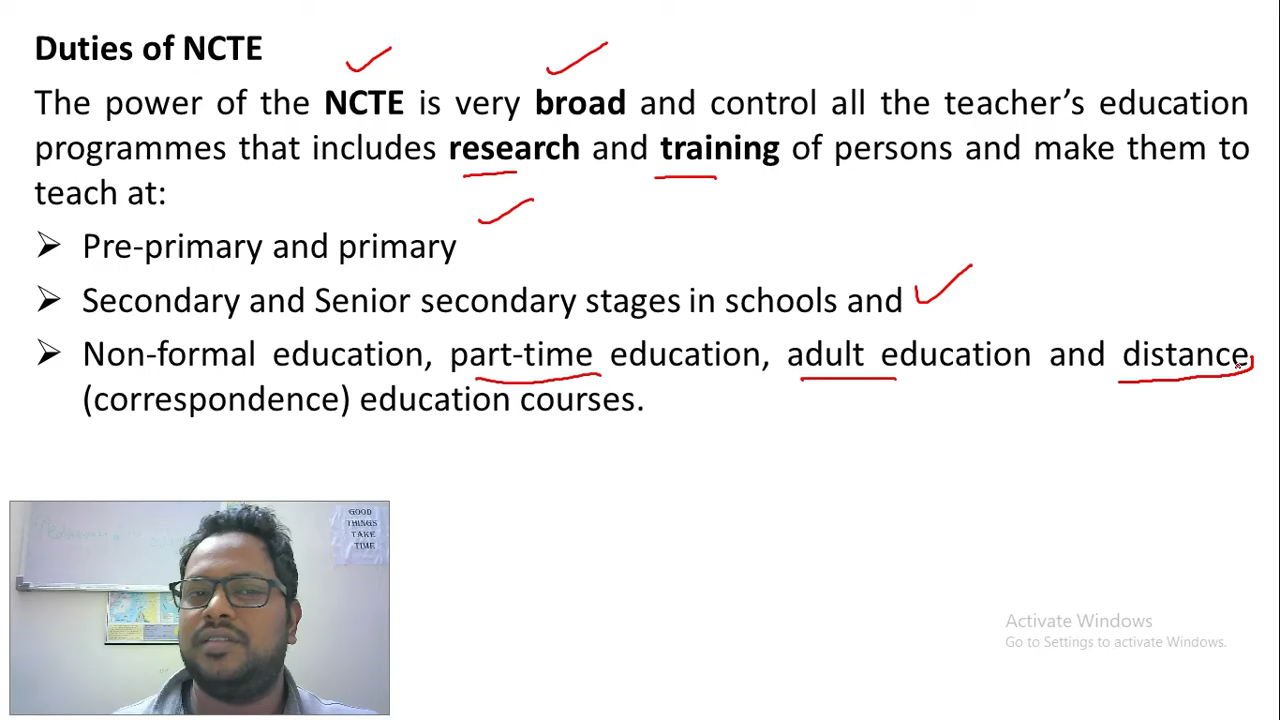 Duties of NCTE
The power of the NCTE is very broad and control all the teacher’s education
programmes that includes research and training of persons and make them to
teach at:
➢ Pre-primary and primary
➢ Secondary and Senior secondary stages in schools and
➢ Non-formal education, part-time education, adult education and distance
(correspondence) education courses.
GOOD
THINGS
TAKE
TIME
Activate Windows
Go to Settings to activate Windows.